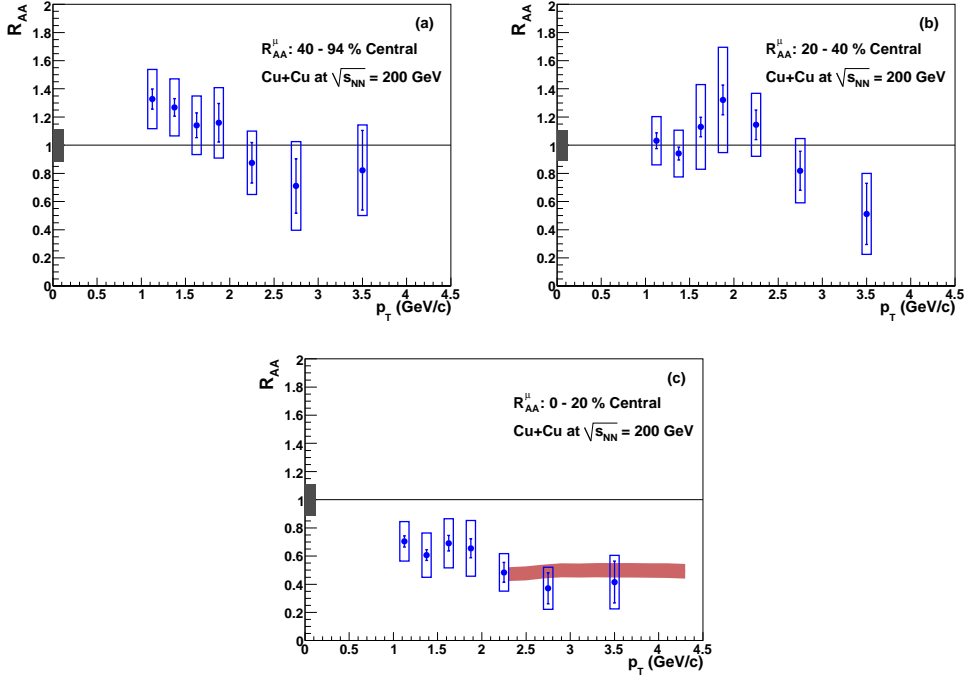 (a)
R_AA^μ: 40 - 94 % Central
Cu+Cu at √s_NN = 200 GeV
R_AA
2
1.8
1.6
1.4
1.2
1
0.8
0.6
0.4
0.2
0
0 0.5 1 1.5 2 2.5 3 3.5 4 4.5
p_T (GeV/c)
(b)
R_AA^μ: 20 - 40 % Central
Cu+Cu at √s_NN = 200 GeV
R_AA
2
1.8
1.6
1.4
1.2
1
0.8
0.6
0.4
0.2
0
0 0.5 1 1.5 2 2.5 3 3.5 4 4.5
p_T (GeV/c)
(c)
R_AA^μ: 0 - 20 % Central
Cu+Cu at √s_NN = 200 GeV
R_AA
2
1.8
1.6
1.4
1.2
1
0.8
0.6
0.4
0.2
0
0 0.5 1 1.5 2 2.5 3 3.5 4 4.5
p_T (GeV/c)